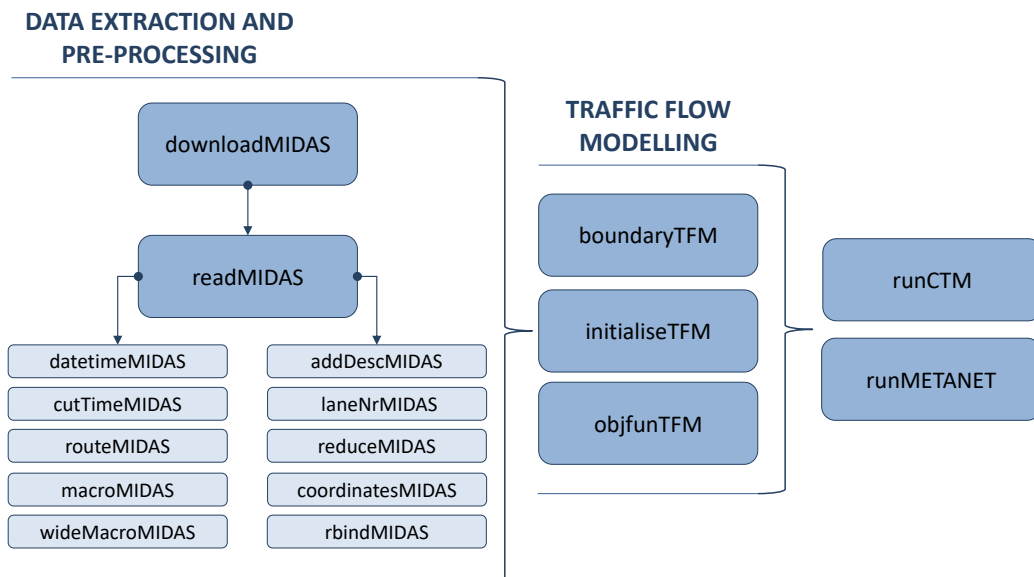 DATA EXTRACTION AND
PRE-PROCESSING
downloadMIDAS
readMIDAS
datetimeMIDAS
cutTimeMIDAS
routeMIDAS
macroMIDAS
wideMacroMIDAS
addDescMIDAS
laneNrMIDAS
reduceMIDAS
coordinatesMIDAS
rbindMIDAS
TRAFFIC FLOW
MODELLING
boundaryTFM
initialiseTFM
objfunTFM
runCTM
runMETANET